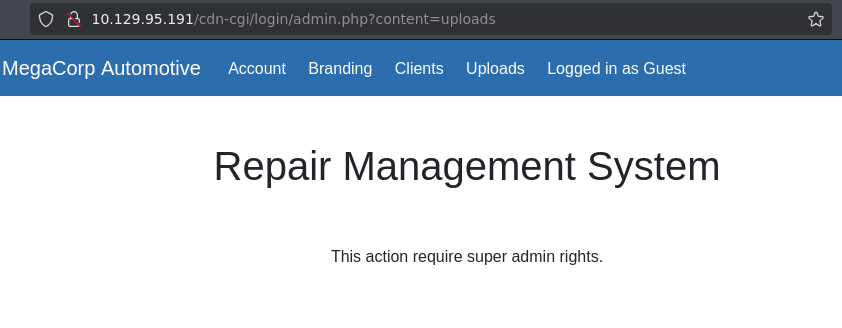 10.129.95.191/cdn-cgi/login/admin.php?content=uploads
MegaCorp Automotive Account Branding Clients Uploads Logged in as Guest
Repair Management System
This action require super admin rights.